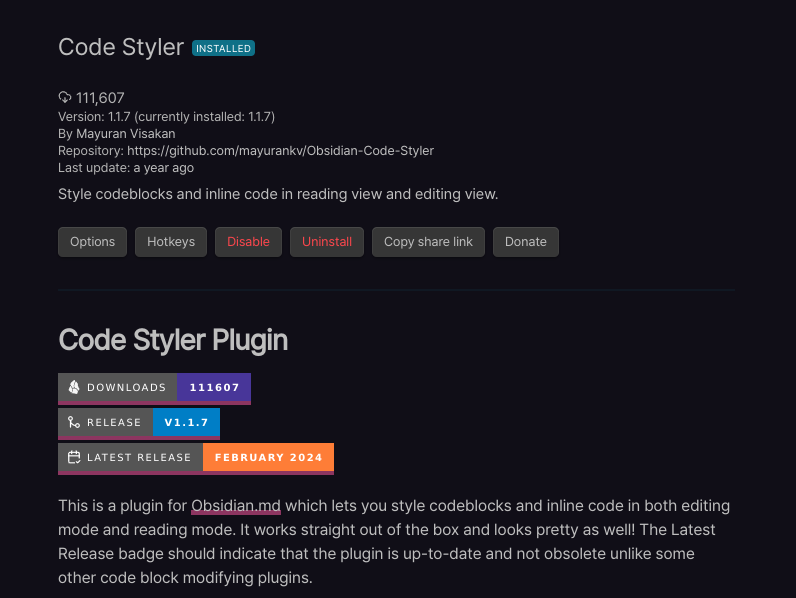 Code Styler INSTALLED
111,607
Version: 1.1.7 (currently installed: 1.1.7)
By Mayuran Visakan
Repository: https://github.com/mayurankv/Obsidian-Code-Styler
Last update: a year ago
Style codeblocks and inline code in reading view and editing view.
Options Hotkeys Disable Uninstall Copy share link Donate
Code Styler Plugin
DOWNLOADS 111607
RELEASE V1.1.7
LATEST RELEASE FEBRUARY 2024
This is a plugin for Obsidian.md which lets you style codeblocks and inline code in both editing
mode and reading mode. It works straight out of the box and looks pretty as well! The Latest
Release badge should indicate that the plugin is up-to-date and not obsolete unlike some
other code block modifying plugins.